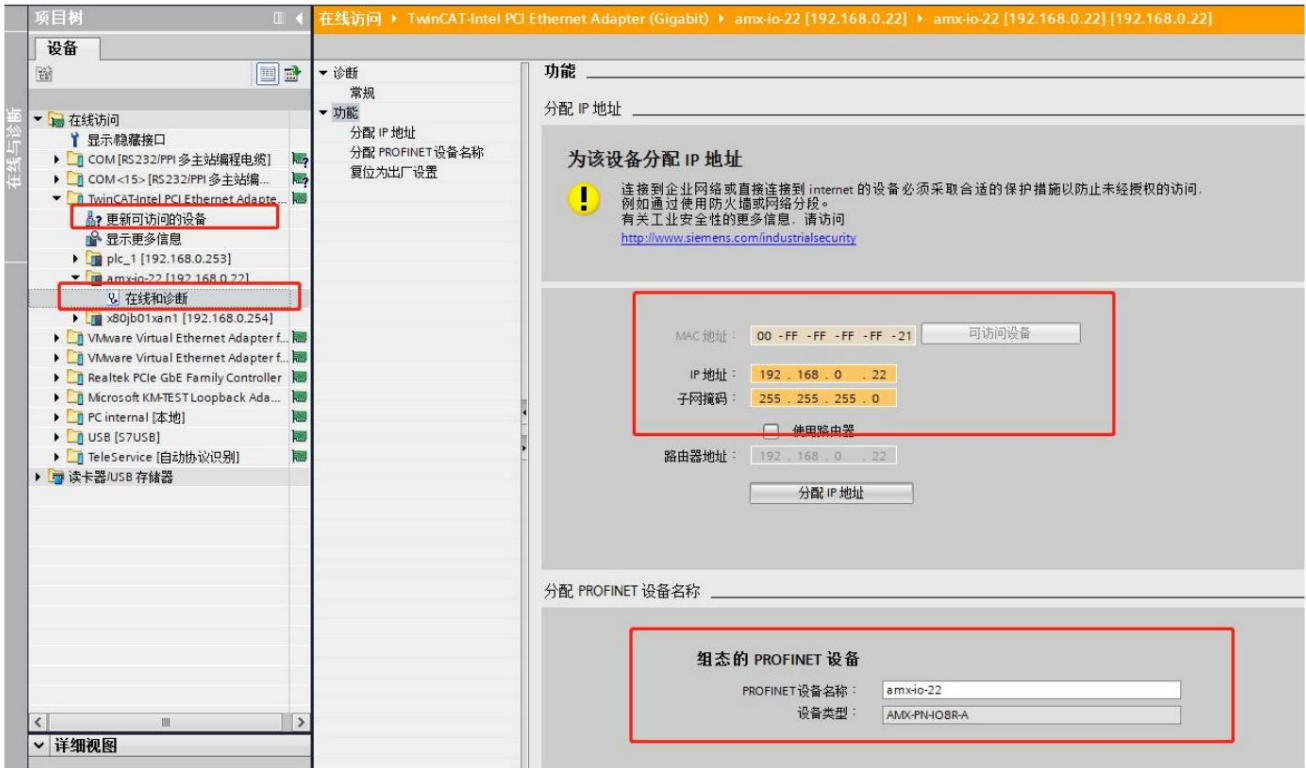 项目树
在线访问 ▸ TwinCAT-Intel PCI Ethernet Adapter (Gigabit) ▸ amx-io-22 [192.168.0.22] ▸ amx-io-22 [192.168.0.22] [192.168.0.22]
设备
在线与诊断
在线访问
显示/隐藏接口
COM [RS232/PPI 多主站编程电缆]
COM <15> [RS232/PPI 多主站编...
TwinCAT-Intel PCI Ethernet Adapte...
更新可访问的设备
显示更多信息
plc_1 [192.168.0.253]
amx-io-22 [192.168.0.22]
在线和诊断
x80jb01xan1 [192.168.0.254]
VMware Virtual Ethernet Adapter f...
VMware Virtual Ethernet Adapter f...
Realtek PCIe GbE Family Controller
Microsoft KM-TEST Loopback Ada...
PC internal [本地]
USB [S7USB]
TeleService [自动协议识别]
读卡器/USB 存储器
详细视图
诊断
常规
功能
分配 IP 地址
分配 PROFINET 设备名称
复位为出厂设置
功能
分配 IP 地址
为该设备分配 IP 地址
连接到企业网络或直接连接到 internet 的设备必须采取合适的保护措施以防止未经授权的访问.
例如通过使用防火墙或网络分段。
有关工业安全性的更多信息. 请访问
http://www.siemens.com/industrialsecurity
MAC 地址： 00 -FF -FF -FF -FF -21 可访问设备
IP 地址： 192 . 168 . 0 . 22
子网掩码： 255 . 255 . 255 . 0
使用路由器
路由器地址： 192 . 168 . 0 . 22
分配 IP 地址
分配 PROFINET 设备名称
组态的 PROFINET 设备
PROFINET 设备名称： amx-io-22
设备类型： AMX-PN-IO8R-A